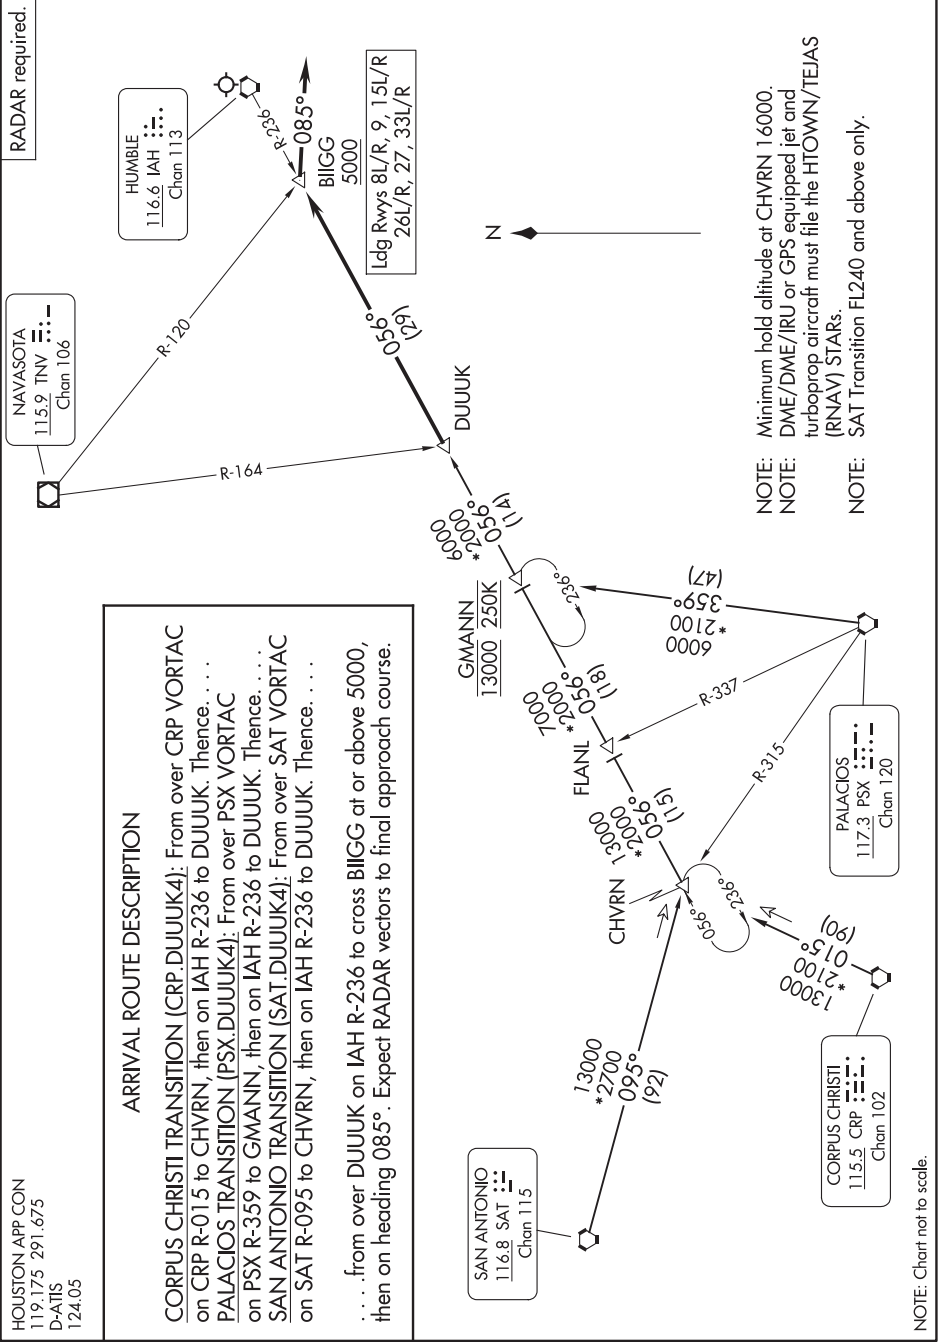 HOUSTON APP CON
119.175 291.675
D-ATIS
124.05
RADAR required.
ARRIVAL ROUTE DESCRIPTION
CORPUS CHRISTI TRANSITION (CRP.DUUUK4): From over CRP VORTAC
on CRP R-015 to CHVRN, then on IAH R-236 to DUUUK. Thence. . . .
PALACIOS TRANSITION (PSX.DUUUK4): From over PSX VORTAC
on PSX R-359 to GMANN, then on IAH R-236 to DUUUK. Thence. . . .
SAN ANTONIO TRANSITION (SAT.DUUUK4): From over SAT VORTAC
on SAT R-095 to CHVRN, then on IAH R-236 to DUUUK. Thence. . . .
. . . .from over DUUUK on IAH R-236 to cross BIIGG at or above 5000,
then on heading 085°. Expect RADAR vectors to final approach course.
NAVASOTA
115.9 TNV
Chan 106
HUMBLE
116.6 IAH
Chan 113
R-236
085°
R-120
R-164
BIIGG
5000
Ldg Rwys 8L/R, 9, 15L/R
26L/R, 27, 33L/R
056°
(29)
DUUUK
N
6000
*2000
056°
(14)
GMANN
13000 250K
236°
7000
*2000
056°
(18)
FLANL
6000
*2100
359°
(47)
R-337
R-315
13000
*2000
056°
(15)
CHVRN
056°
236°
SAN ANTONIO
116.8 SAT
Chan 115
13000
*2700
095°
(92)
13000
*2100
015°
(90)
CORPUS CHRISTI
115.5 CRP
Chan 102
PALACIOS
117.3 PSX
Chan 120
NOTE: Minimum hold altitude at CHVRN 16000.
NOTE: DME/DME/IRU or GPS equipped jet and
turboprop aircraft must file the HTOWN/TEJAS
(RNAV) STARs.
NOTE: SAT Transition FL240 and above only.
NOTE: Chart not to scale.